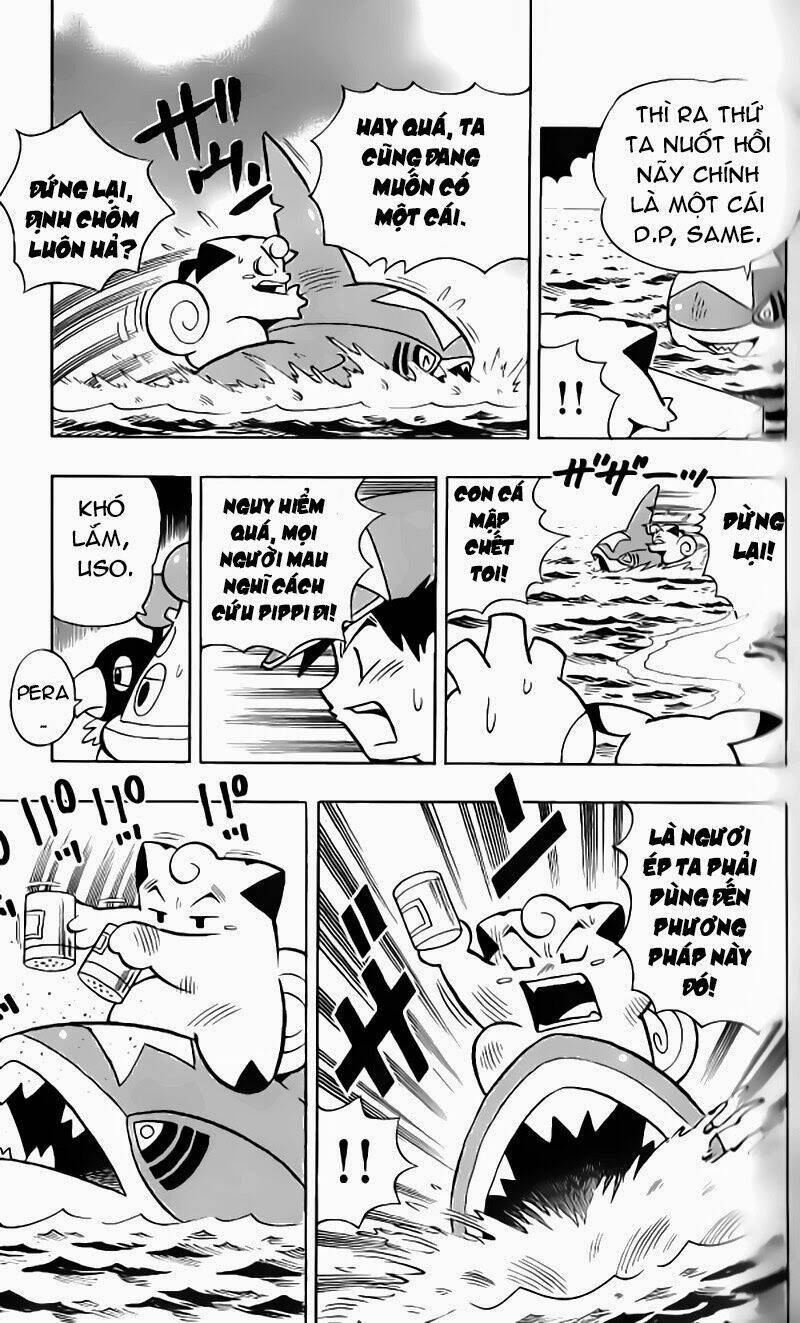 THÌ RA THỨ
TA NUỐT HỒI
NÃY CHÍNH
LÀ MỘT CÁI
D.P, SAME.
!!
HAY QUÁ, TA
CŨNG ĐANG
MUỐN CÓ
MỘT CÁI.
ĐỨNG LẠI,
ĐỊNH CHÔM
LUÔN HẢ?
ĐỪNG
LẠI!
CON CÁ
MẬP
CHẾT
TOI!
NGUY HIỂM
QUÁ, MỌI
NGƯỜI MAU
NGHĨ CÁCH
CỨU PIPPI ĐI!
KHÓ
LẮM,
USO.
PERA
..
LÀ NGƯƠI
ÉP TA PHẢI
DÙNG ĐẾN
PHƯƠNG
PHÁP NÀY
ĐÓ!
!!